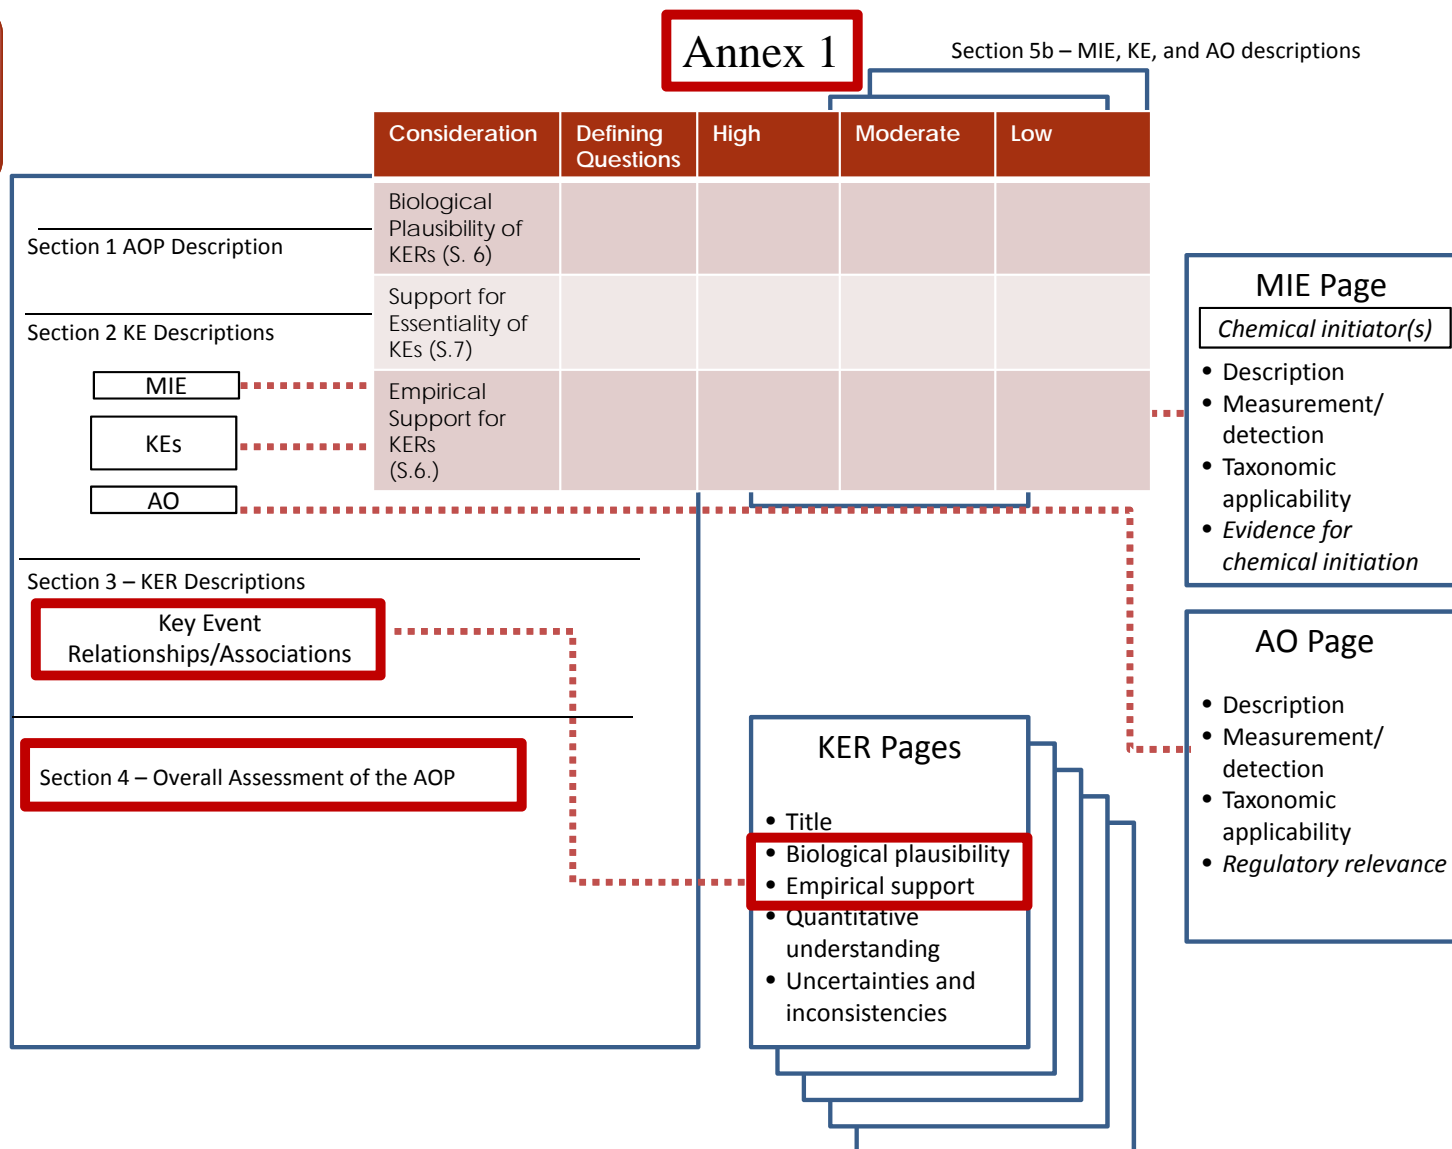 Annex 1
Section 5b – MIE, KE, and AO descriptions
Consideration
Defining
Questions
High
Moderate
Low
Biological
Plausibility of
KERs (S. 6)
Support for
Essentiality of
KEs (S.7)
Empirical
Support for
KERs
(S.6.)
Section 1 AOP Description
Section 2 KE Descriptions
MIE
KEs
AO
Section 3 – KER Descriptions
Key Event
Relationships/Associations
Section 4 – Overall Assessment of the AOP
KER Pages
• Title
• Biological plausibility
• Empirical support
• Quantitative
understanding
• Uncertainties and
inconsistencies
MIE Page
Chemical initiator(s)
• Description
• Measurement/
detection
• Taxonomic
applicability
• Evidence for
chemical initiation
AO Page
• Description
• Measurement/
detection
• Taxonomic
applicability
• Regulatory relevance